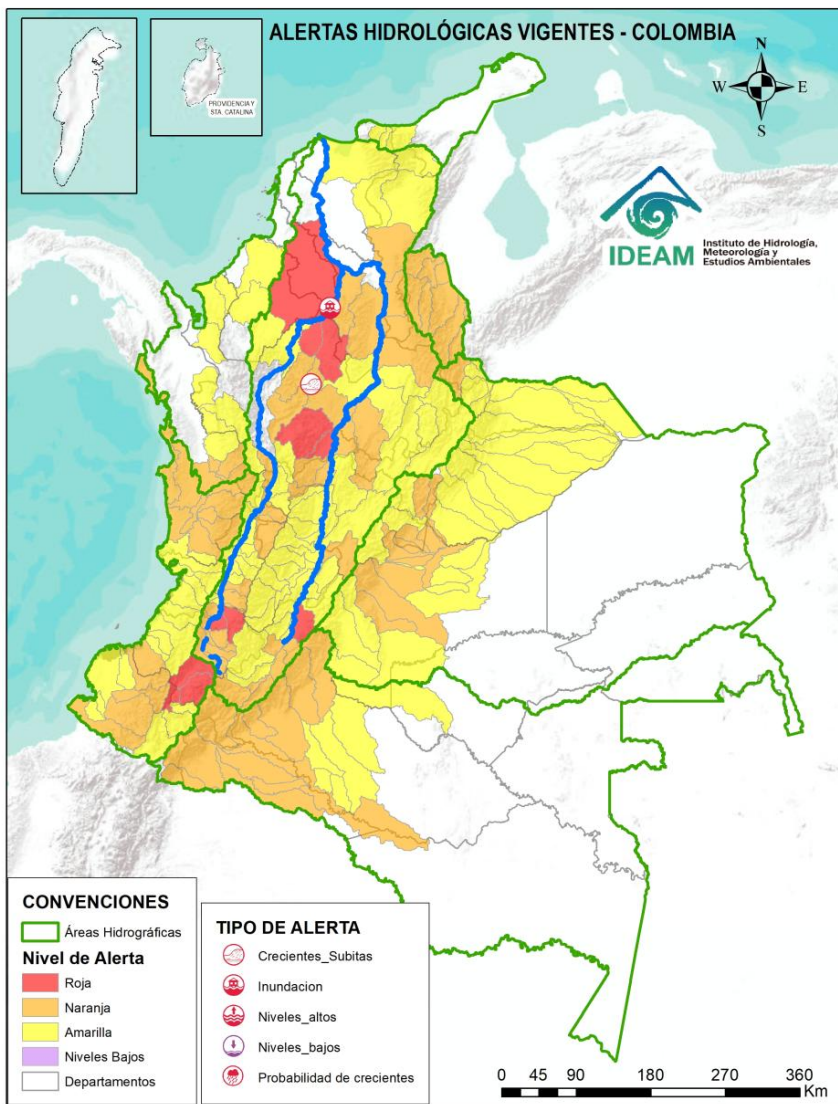 ALERTAS HIDROLÓGICAS VIGENTES - COLOMBIA
PROVIDENCIA Y
STA. CATALINA
N
W
E
S
IDEAM
Instituto de Hidrología,
Meteorología y
Estudios Ambientales
CONVENCIONES
Áreas Hidrográficas
Nivel de Alerta
Roja
Naranja
Amarilla
Niveles Bajos
Departamentos
TIPO DE ALERTA
Crecientes_Subitas
Inundacion
Niveles_altos
Niveles_bajos
Probabilidad de crecientes
0 45 90 180 270 360
Km